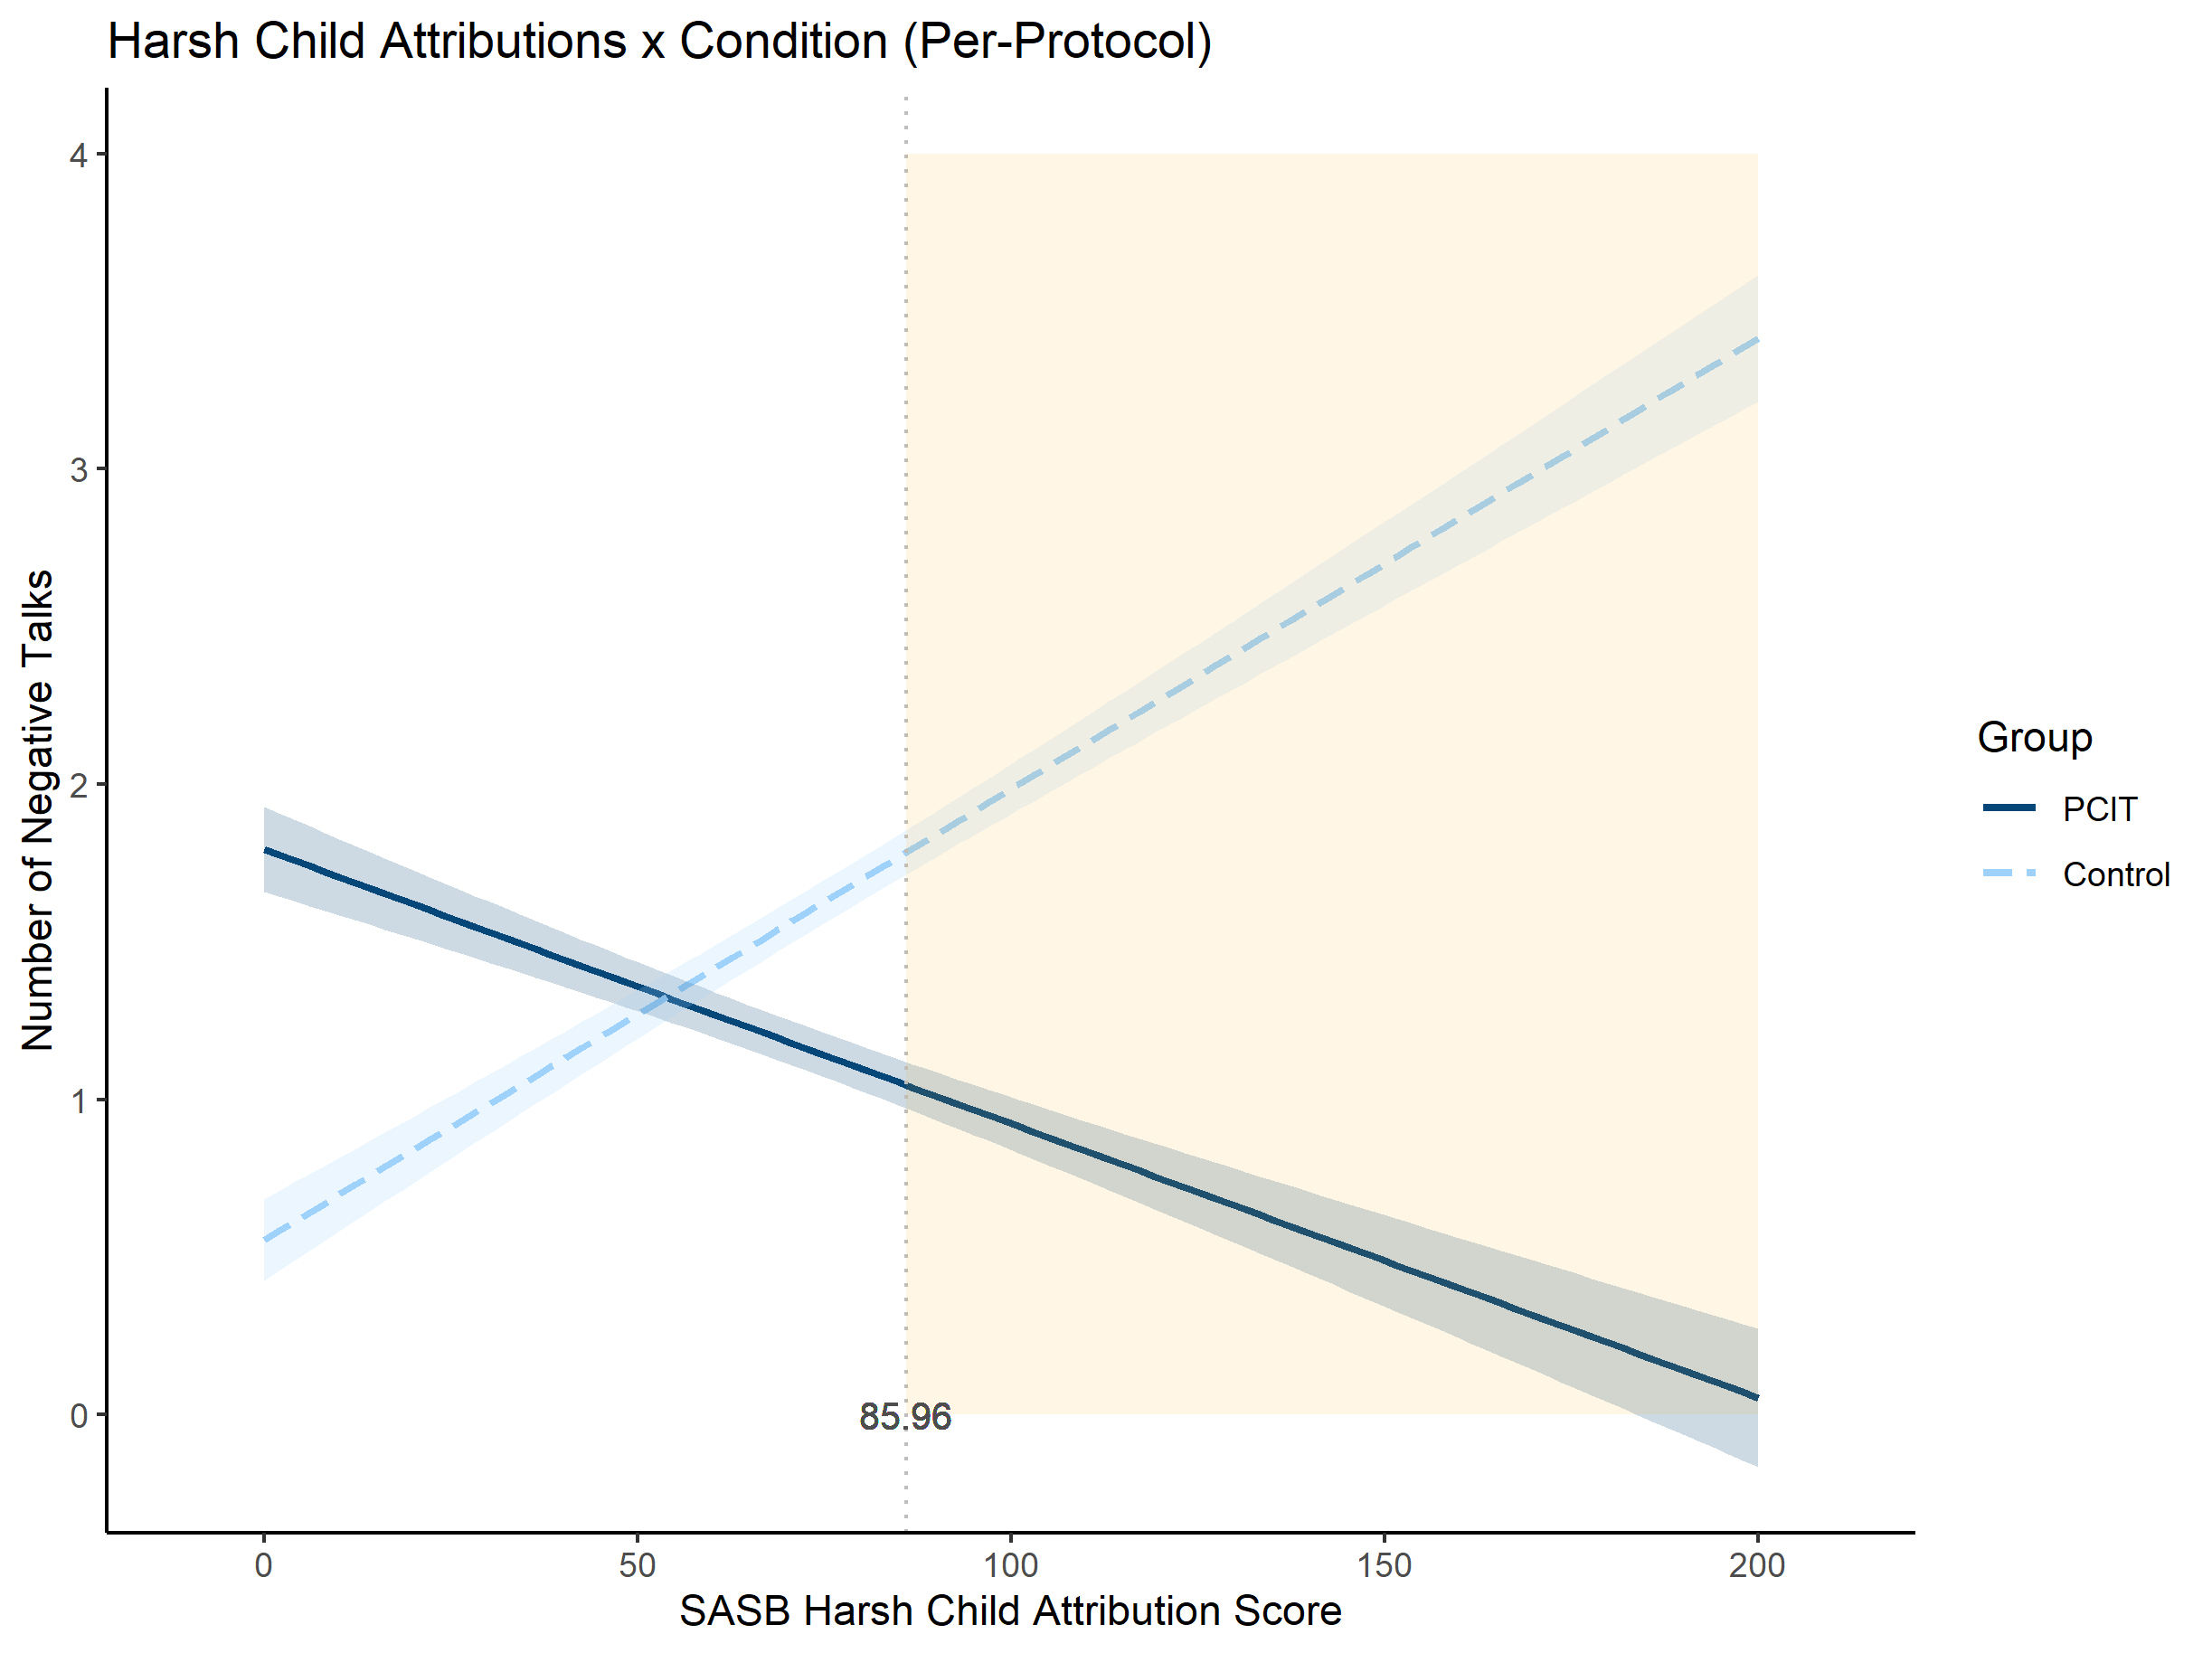 Harsh Child Attributions x Condition (Per-Protocol)
Number of Negative Talks
4
3
2
1
0
85.96
0
50
100
150
200
SASB Harsh Child Attribution Score
Group
PCIT
Control